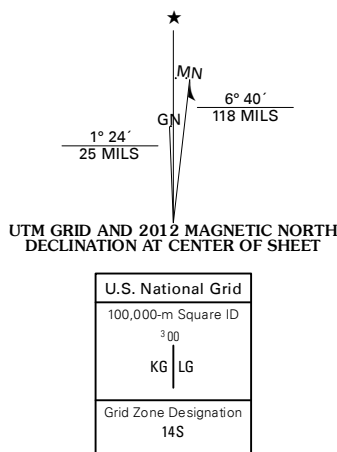 MN
GN
6° 40´
118 MILS
1° 24´
25 MILS
UTM GRID AND 2012 MAGNETIC NORTH
DECLINATION AT CENTER OF SHEET
U.S. National Grid
100,000-m Square ID
³00
KG LG
Grid Zone Designation
14S